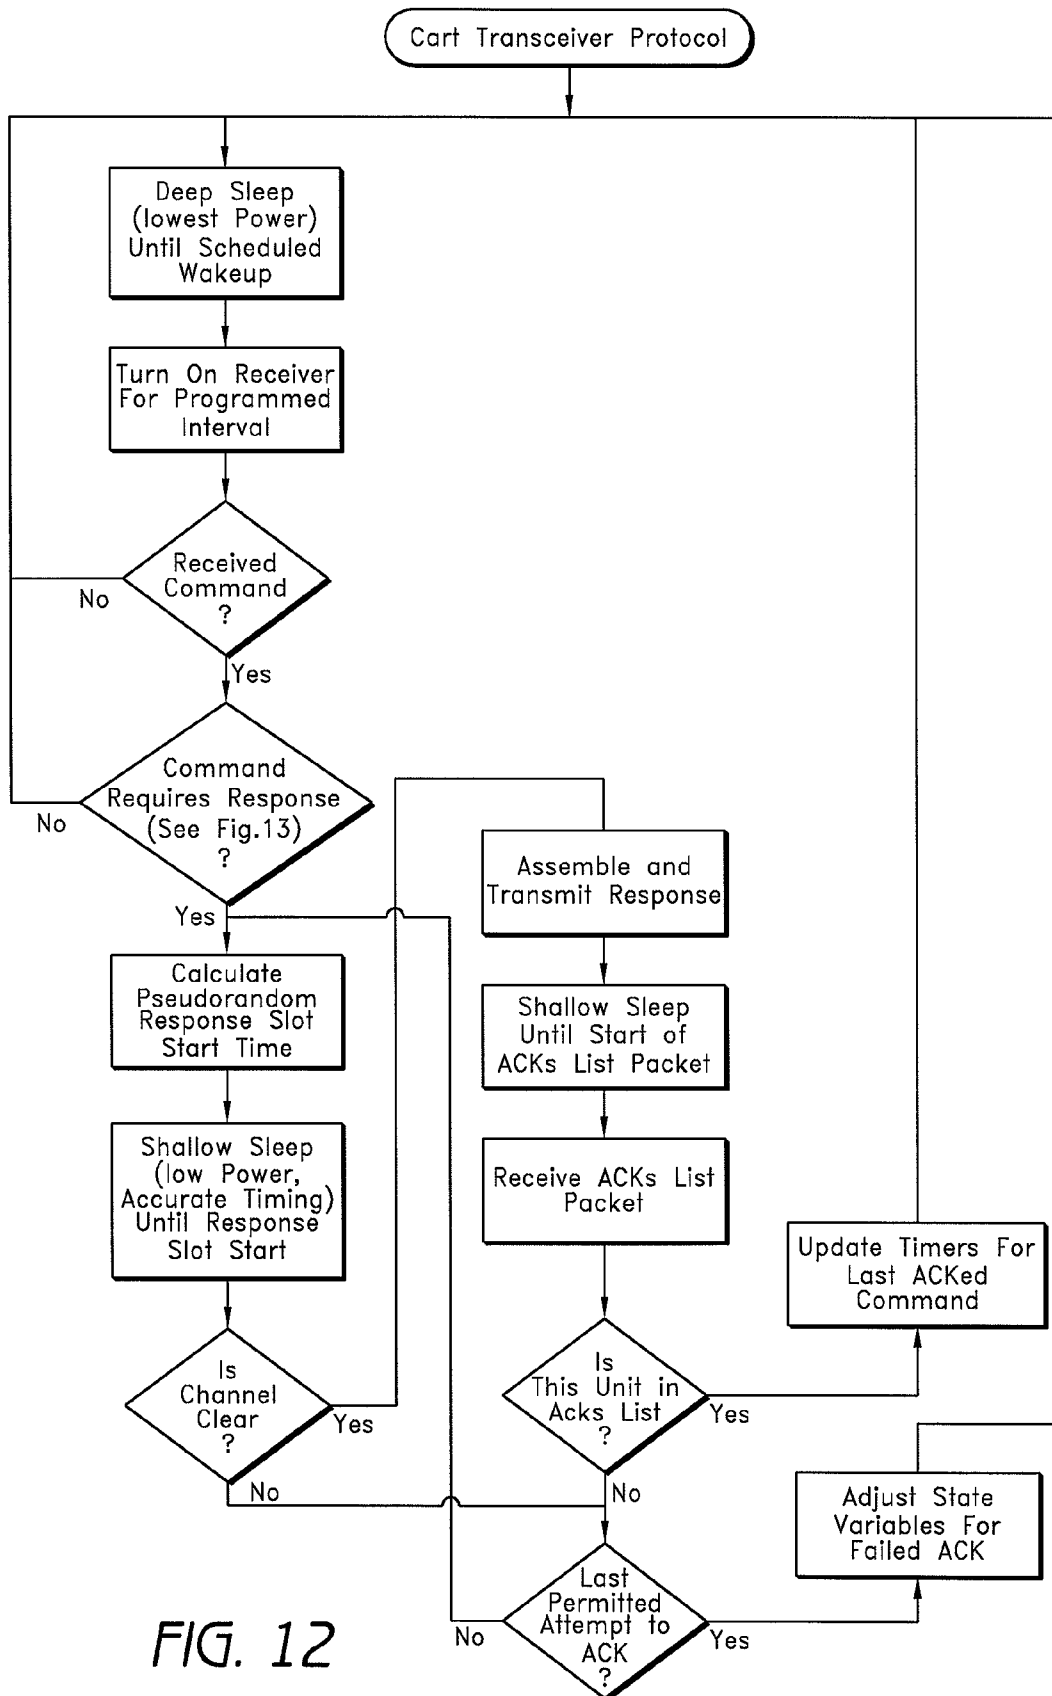 Cart Transceiver Protocol
Deep Sleep
(lowest Power)
Until Scheduled
Wakeup
Turn On Receiver
For Programmed
Interval
Received
Command
?
No
Yes
Command
Requires Response
(See Fig.13)
?
No
Yes
Calculate
Pseudorandom
Response Slot
Start Time
Shallow Sleep
(low Power,
Accurate Timing)
Until Response
Slot Start
Is
Channel
Clear
?
Yes
No
Assemble and
Transmit Response
Shallow Sleep
Until Start of
ACKs List Packet
Receive ACKs List
Packet
Is
This Unit in
Acks List
?
Yes
No
Update Timers For
Last ACKed
Command
Last
Permitted
Attempt to
ACK
?
No
Yes
Adjust State
Variables For
Failed ACK
FIG. 12